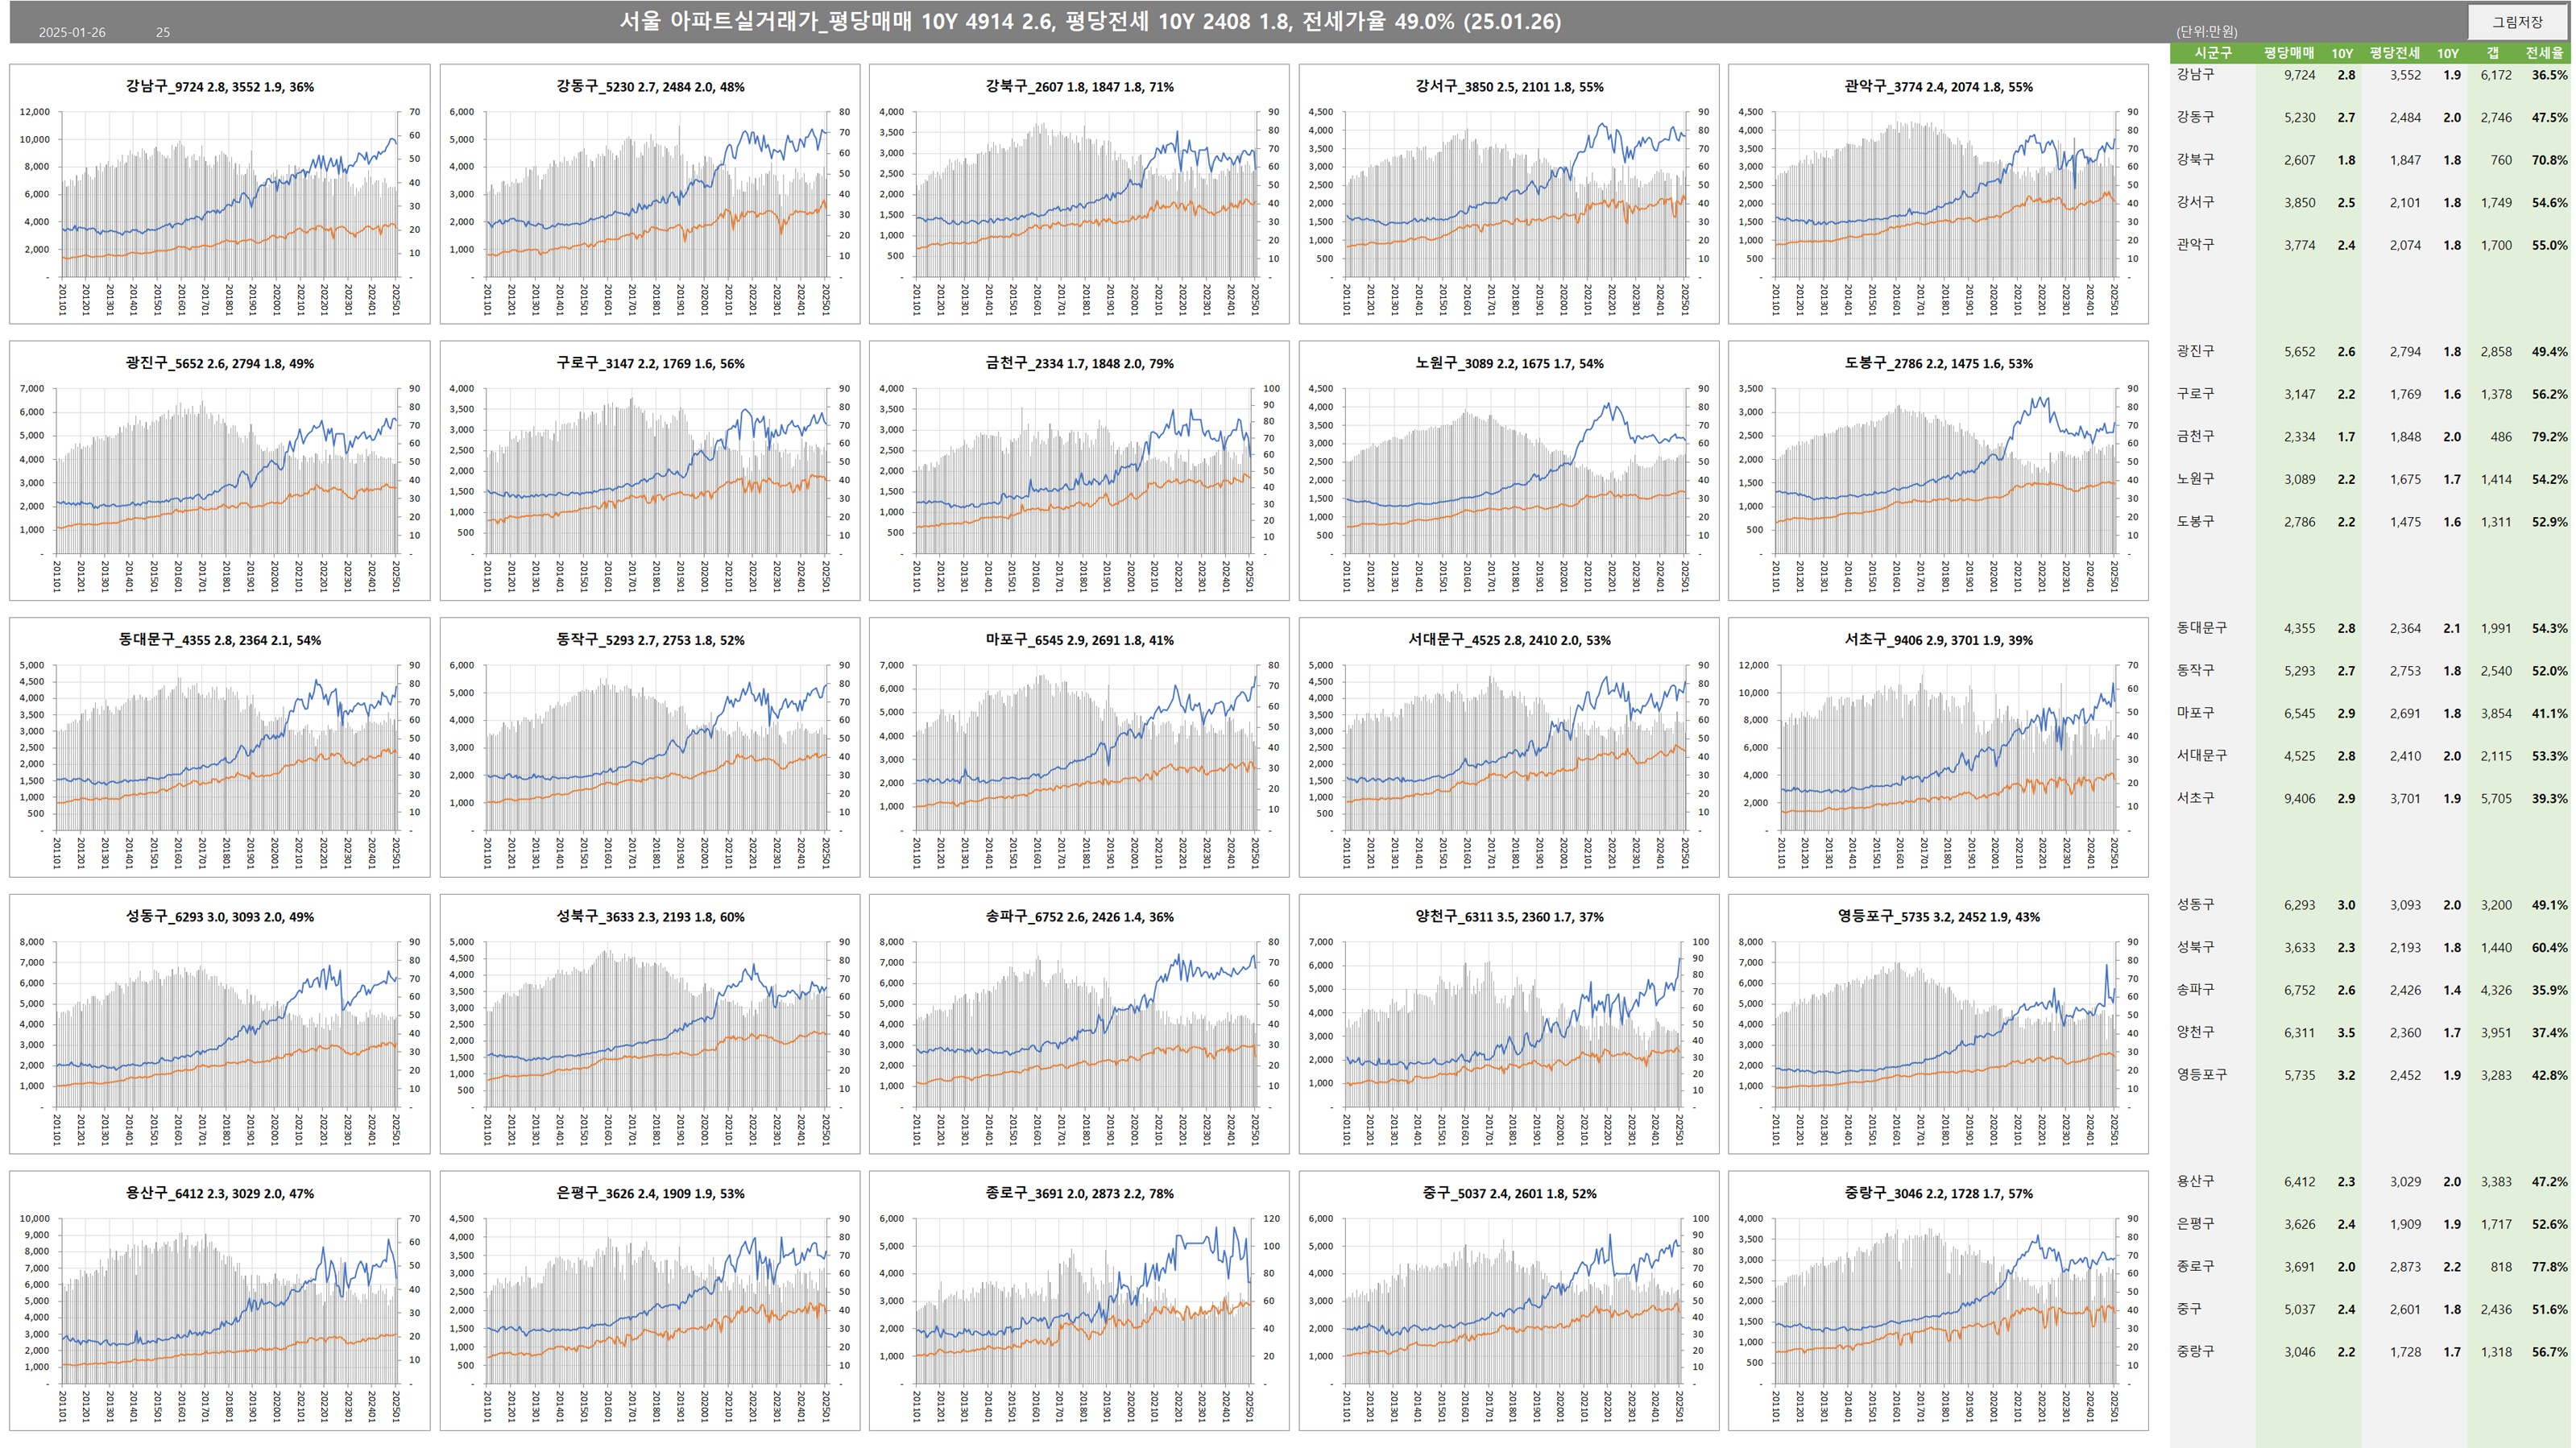 서울 아파트실거래가_평당매매 10Y 4914 2.6, 평당전세 10Y 2408 1.8, 전세가율 49.0% (25.01.26)
2025-01-26 25
(단위:만원)
그림저장
강남구_9724 2.8, 3552 1.9, 36%
강동구_5230 2.7, 2484 2.0, 48%
강북구_2607 1.8, 1847 1.8, 71%
강서구_3850 2.5, 2101 1.8, 55%
관악구_3774 2.4, 2074 1.8, 55%
광진구_5652 2.6, 2794 1.8, 49%
구로구_3147 2.2, 1769 1.6, 56%
금천구_2334 1.7, 1848 2.0, 79%
노원구_3089 2.2, 1675 1.7, 54%
도봉구_2786 2.2, 1475 1.6, 53%
동대문구_4355 2.8, 2364 2.1, 54%
동작구_5293 2.7, 2753 1.8, 52%
마포구_6545 2.9, 2691 1.8, 41%
서대문구_4525 2.8, 2410 2.0, 53%
서초구_9406 2.9, 3701 1.9, 39%
성동구_6293 3.0, 3093 2.0, 49%
성북구_3633 2.3, 2193 1.8, 60%
송파구_6752 2.6, 2426 1.4, 36%
양천구_6311 3.5, 2360 1.7, 37%
영등포구_5735 3.2, 2452 1.9, 43%
용산구_6412 2.3, 3029 2.0, 47%
은평구_3626 2.4, 1909 1.9, 53%
종로구_3691 2.0, 2873 2.2, 78%
중구_5037 2.4, 2601 1.8, 52%
중랑구_3046 2.2, 1728 1.7, 57%
시군구 평당매매 10Y 평당전세 10Y 갭 전세율
강남구 9,724 2.8 3,552 1.9 6,172 36.5%
강동구 5,230 2.7 2,484 2.0 2,746 47.5%
강북구 2,607 1.8 1,847 1.8 760 70.8%
강서구 3,850 2.5 2,101 1.8 1,749 54.6%
관악구 3,774 2.4 2,074 1.8 1,700 55.0%
광진구 5,652 2.6 2,794 1.8 2,858 49.4%
구로구 3,147 2.2 1,769 1.6 1,378 56.2%
금천구 2,334 1.7 1,848 2.0 486 79.2%
노원구 3,089 2.2 1,675 1.7 1,414 54.2%
도봉구 2,786 2.2 1,475 1.6 1,311 52.9%
동대문구 4,355 2.8 2,364 2.1 1,991 54.3%
동작구 5,293 2.7 2,753 1.8 2,540 52.0%
마포구 6,545 2.9 2,691 1.8 3,854 41.1%
서대문구 4,525 2.8 2,410 2.0 2,115 53.3%
서초구 9,406 2.9 3,701 1.9 5,705 39.3%
성동구 6,293 3.0 3,093 2.0 3,200 49.1%
성북구 3,633 2.3 2,193 1.8 1,440 60.4%
송파구 6,752 2.6 2,426 1.4 4,326 35.9%
양천구 6,311 3.5 2,360 1.7 3,951 37.4%
영등포구 5,735 3.2 2,452 1.9 3,283 42.8%
용산구 6,412 2.3 3,029 2.0 3,383 47.2%
은평구 3,626 2.4 1,909 1.9 1,717 52.6%
종로구 3,691 2.0 2,873 2.2 818 77.8%
중구 5,037 2.4 2,601 1.8 2,436 51.6%
중랑구 3,046 2.2 1,728 1.7 1,318 56.7%